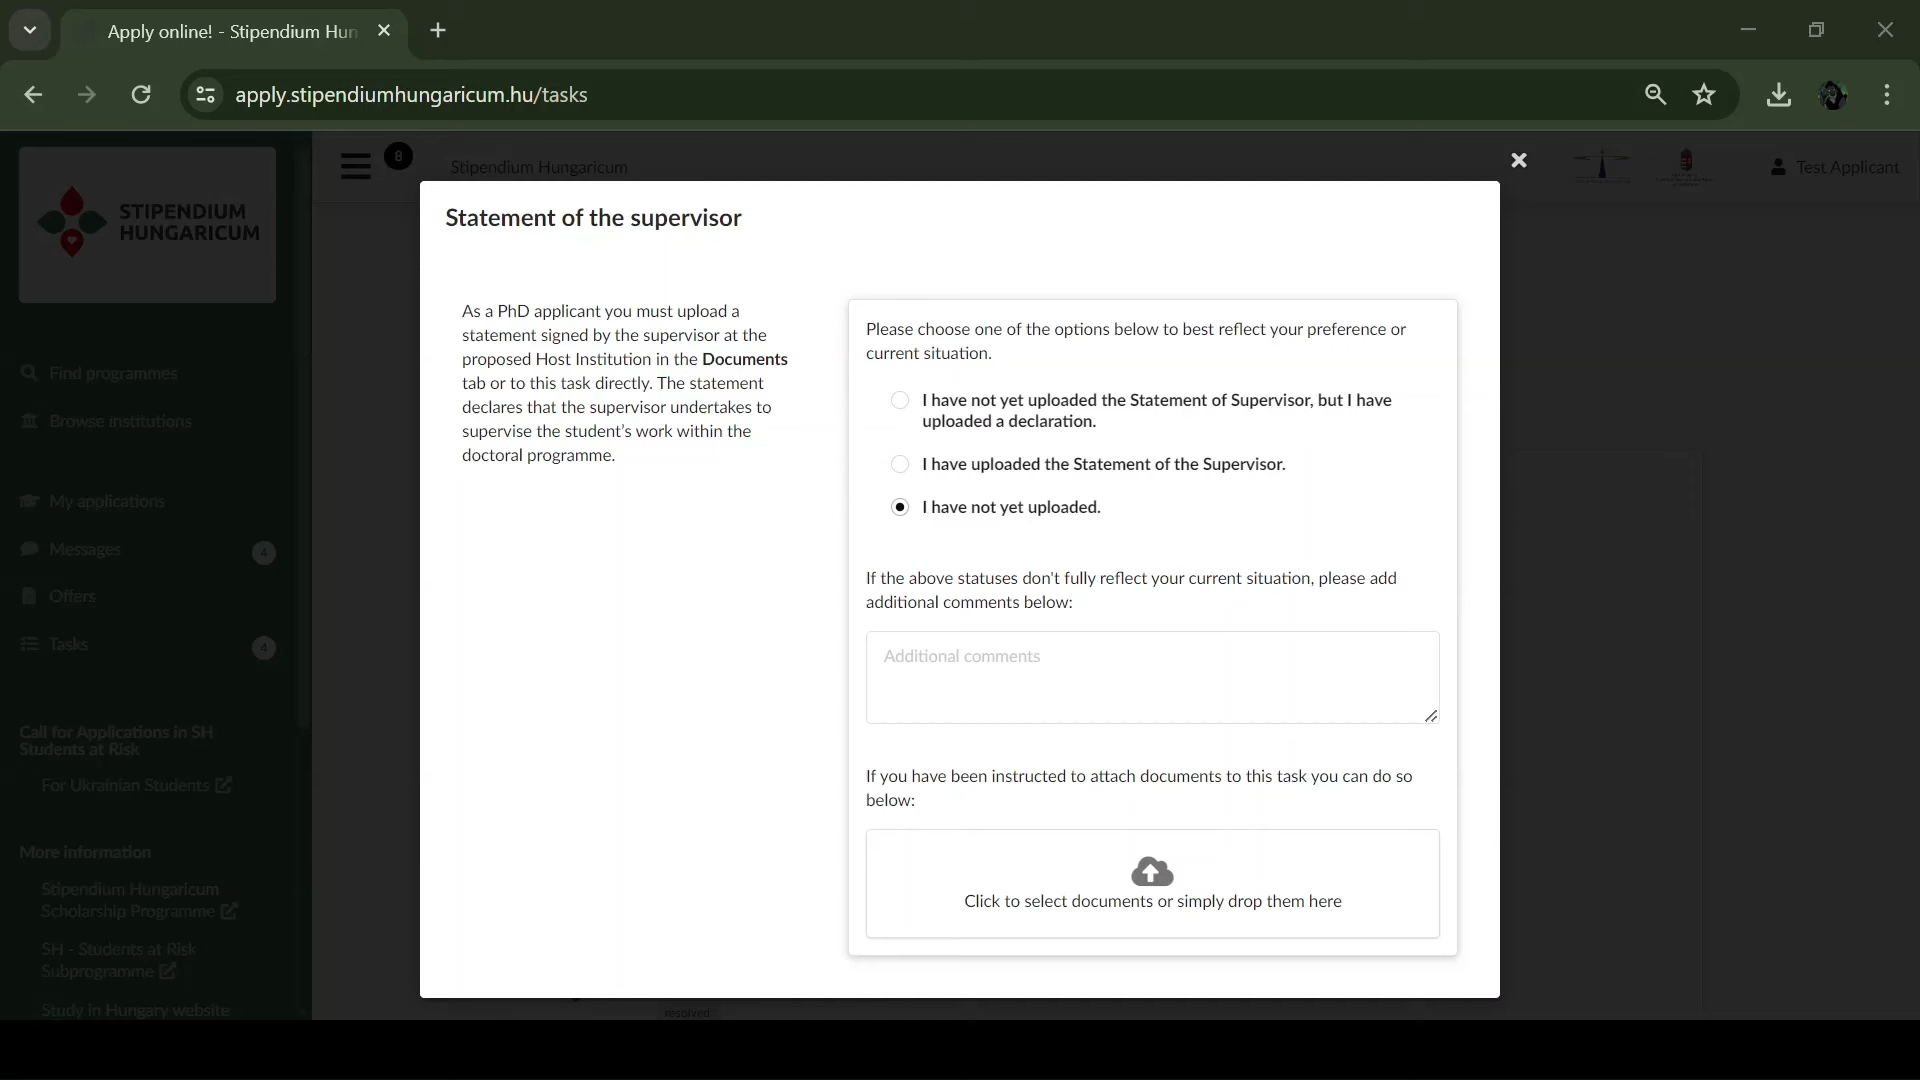 Apply online! - Stipendium Hun
apply.stipendiumhungaricum.hu/tasks
STIPENDIUM
HUNGARICUM
8
Stipendium Hungaricum
Test Applicant
Find programmes
Browse institutions
My applications
Messages
4
Offers
Tasks
4
Call for Applications in SH
Students at Risk
For Ukrainian Students
More information
Stipendium Hungaricum
Scholarship Programme
SH - Students at Risk
Subprogramme
Study in Hungary website
Statement of the supervisor
As a PhD applicant you must upload a
statement signed by the supervisor at the
proposed Host Institution in the Documents
tab or to this task directly. The statement
declares that the supervisor undertakes to
supervise the student's work within the
doctoral programme.
Please choose one of the options below to best reflect your preference or
current situation.
I have not yet uploaded the Statement of Supervisor, but I have
uploaded a declaration.
I have uploaded the Statement of the Supervisor.
I have not yet uploaded.
If the above statuses don't fully reflect your current situation, please add
additional comments below:
Additional comments
If you have been instructed to attach documents to this task you can do so
below:
Click to select documents or simply drop them here
resolved